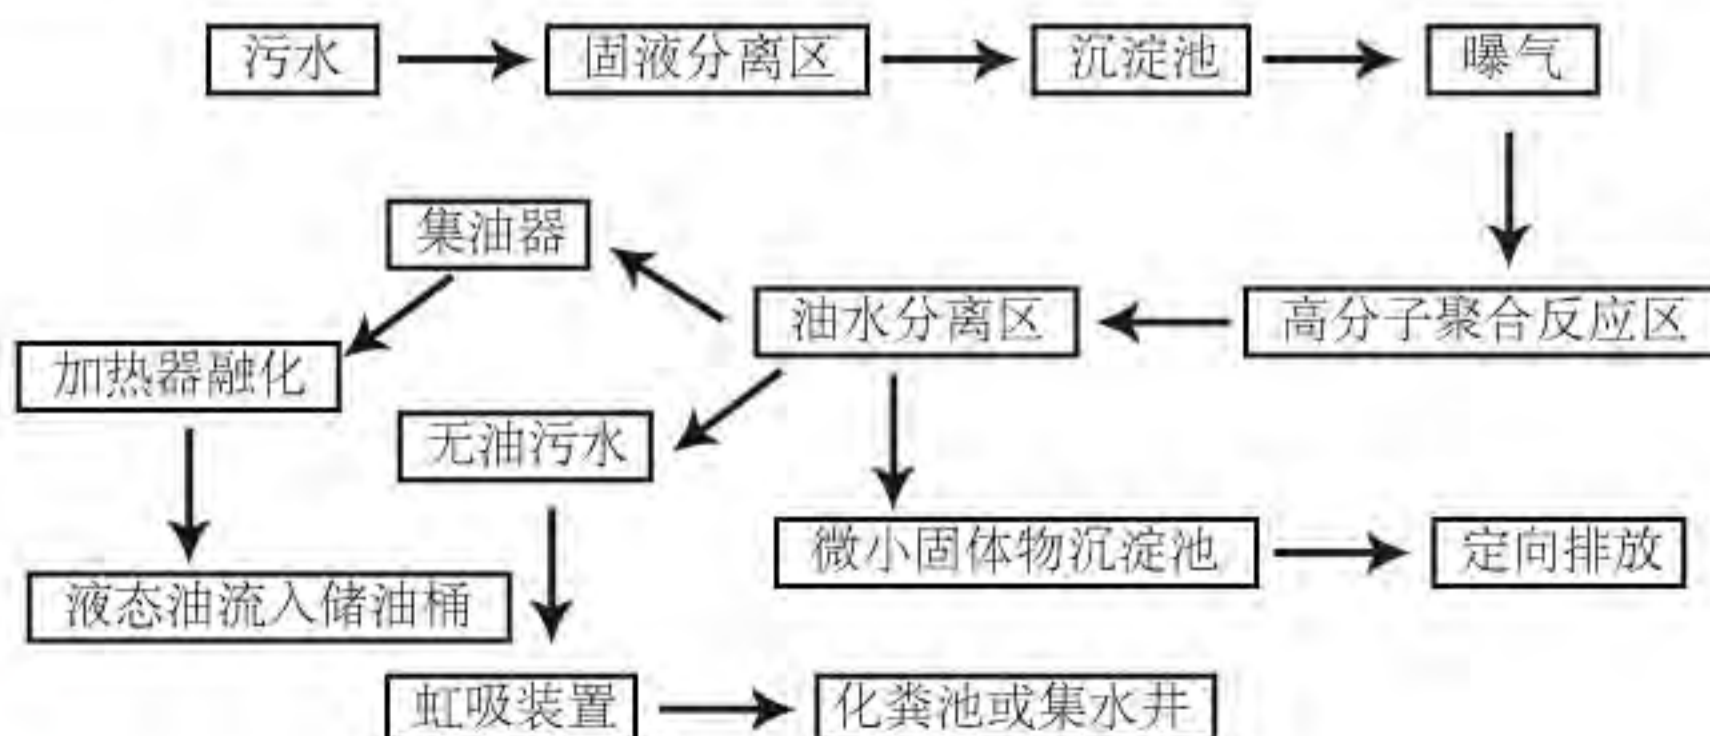 污水
固液分离区
沉淀池
曝气
集油器
油水分离区
高分子聚合反应区
加热器融化
无油污水
微小固体物沉淀池
定向排放
液态油流入储油桶
虹吸装置
化粪池或集水井